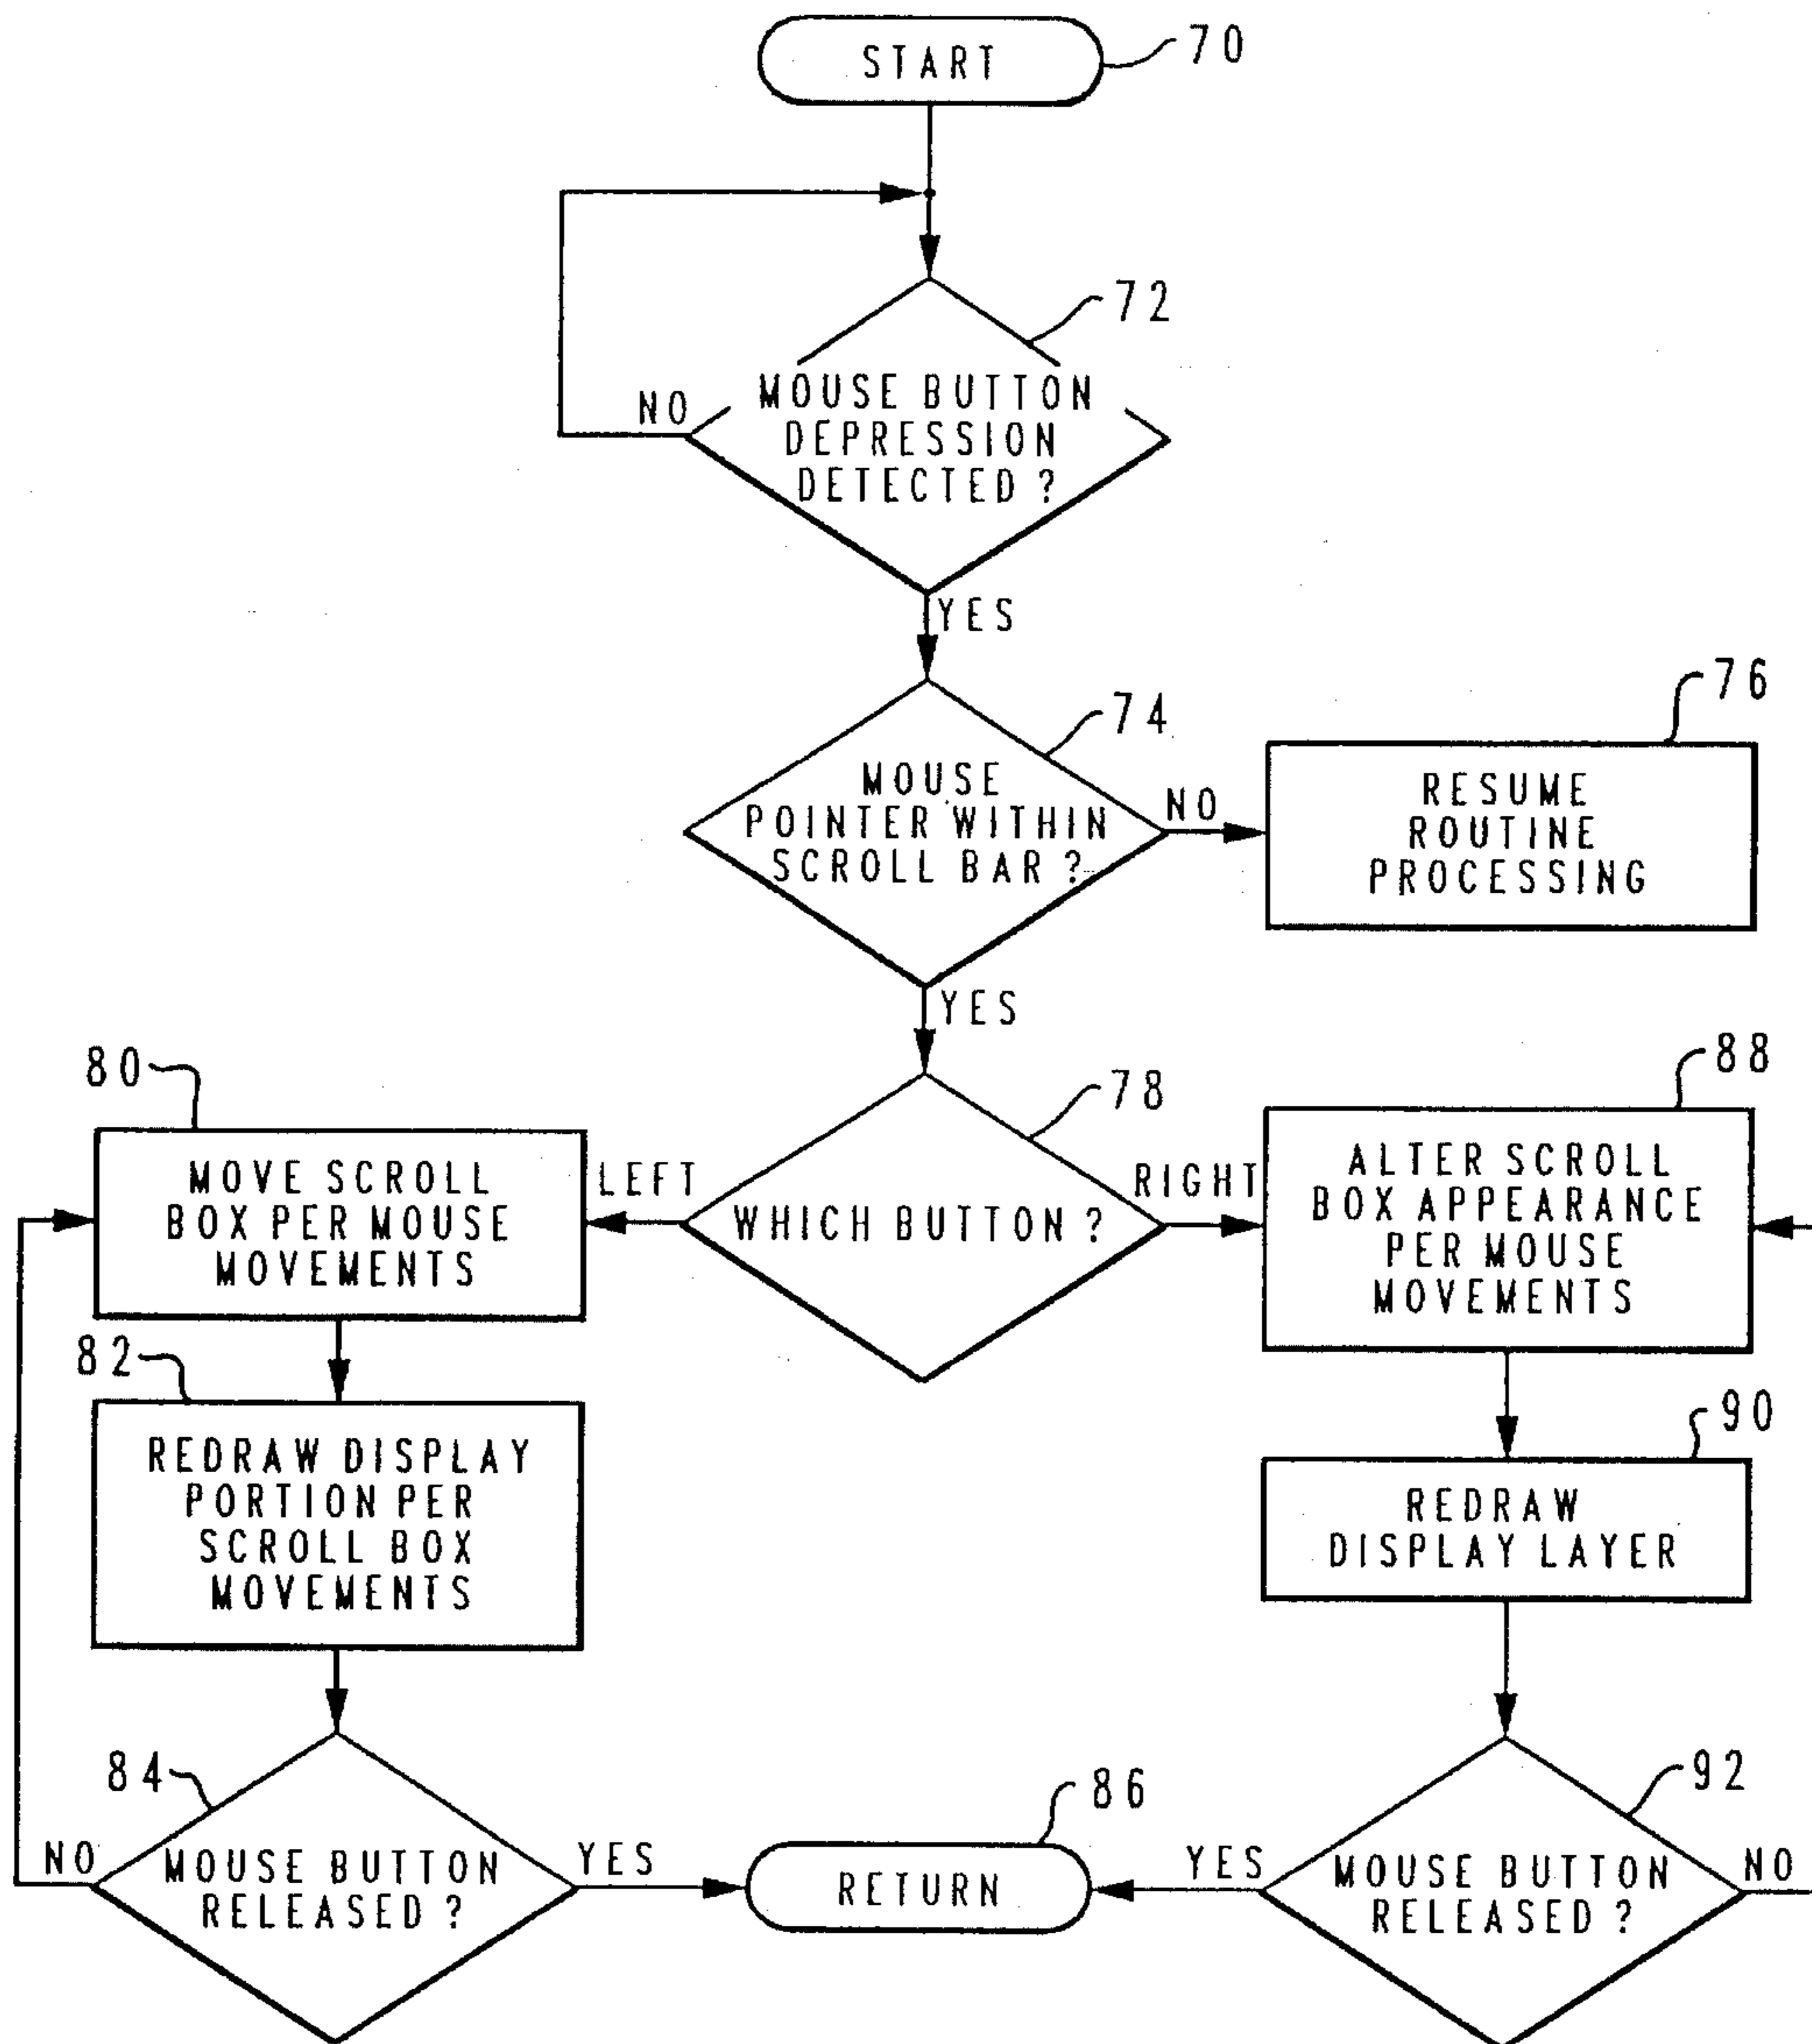 START
70
72
MOUSE BUTTON
DEPRESSION
DETECTED ?
NO
YES
74
MOUSE
POINTER WITHIN
SCROLL BAR ?
NO
76
RESUME
ROUTINE
PROCESSING
YES
78
WHICH BUTTON ?
LEFT
RIGHT
80
MOVE SCROLL
BOX PER MOUSE
MOVEMENTS
82
REDRAW DISPLAY
PORTION PER
SCROLL BOX
MOVEMENTS
84
MOUSE BUTTON
RELEASED ?
NO
YES
86
RETURN
88
ALTER SCROLL
BOX APPEARANCE
PER MOUSE
MOVEMENTS
90
REDRAW
DISPLAY LAYER
92
MOUSE BUTTON
RELEASED ?
YES
NO